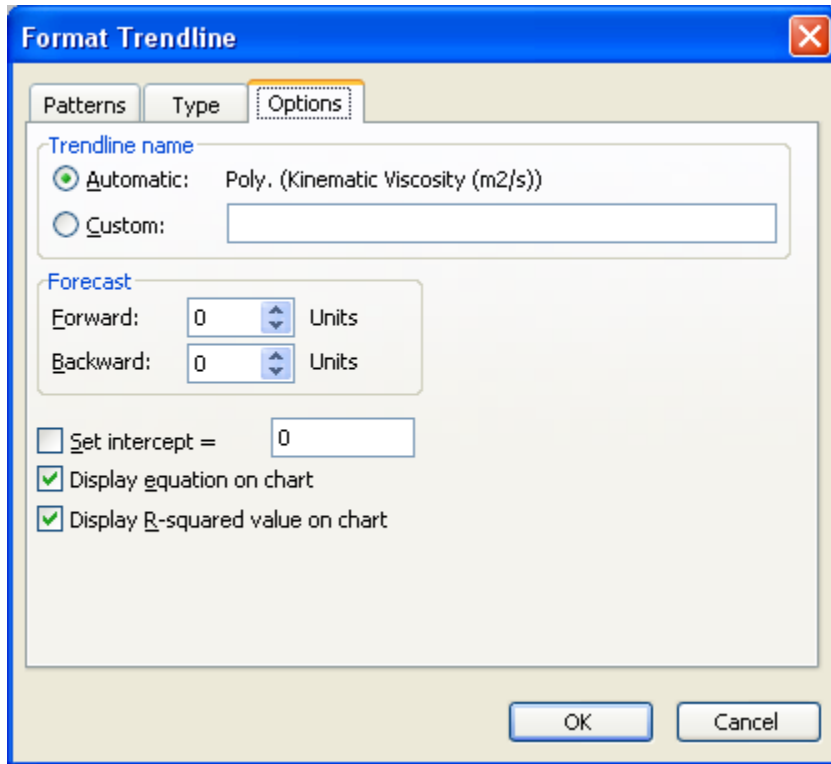 Format Trendline
Patterns Type Options
Trendline name
Automatic: Poly. (Kinematic Viscosity (m2/s))
Custom:
Forecast
Forward: 0 Units
Backward: 0 Units
Set intercept = 0
Display equation on chart
Display R-squared value on chart
OK Cancel